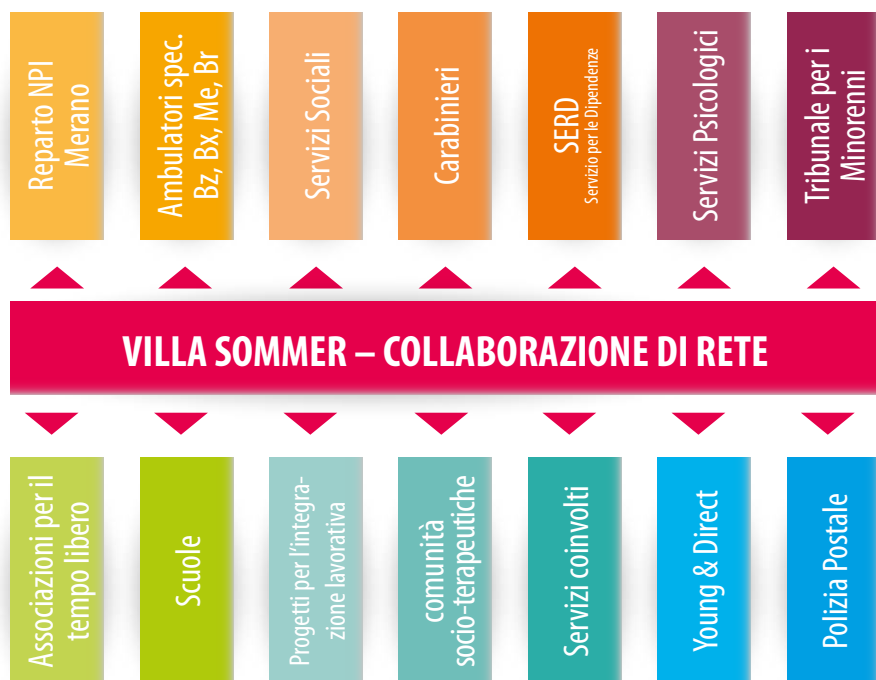 Reparto NPI
Merano
Ambulatori spec.
Bz, Bx, Me, Br
Servizi Sociali
Carabinieri
SERD
Servizio per le Dipendenze
Servizi Psicologici
Tribunale per i
Minorenni
VILLA SOMMER – COLLABORAZIONE DI RETE
Associazioni per il
tempo libero
Scuole
Progetti per l'integra-
zione lavorativa
comunità
socio-terapeutiche
Servizi coinvolti
Young & Direct
Polizia Postale